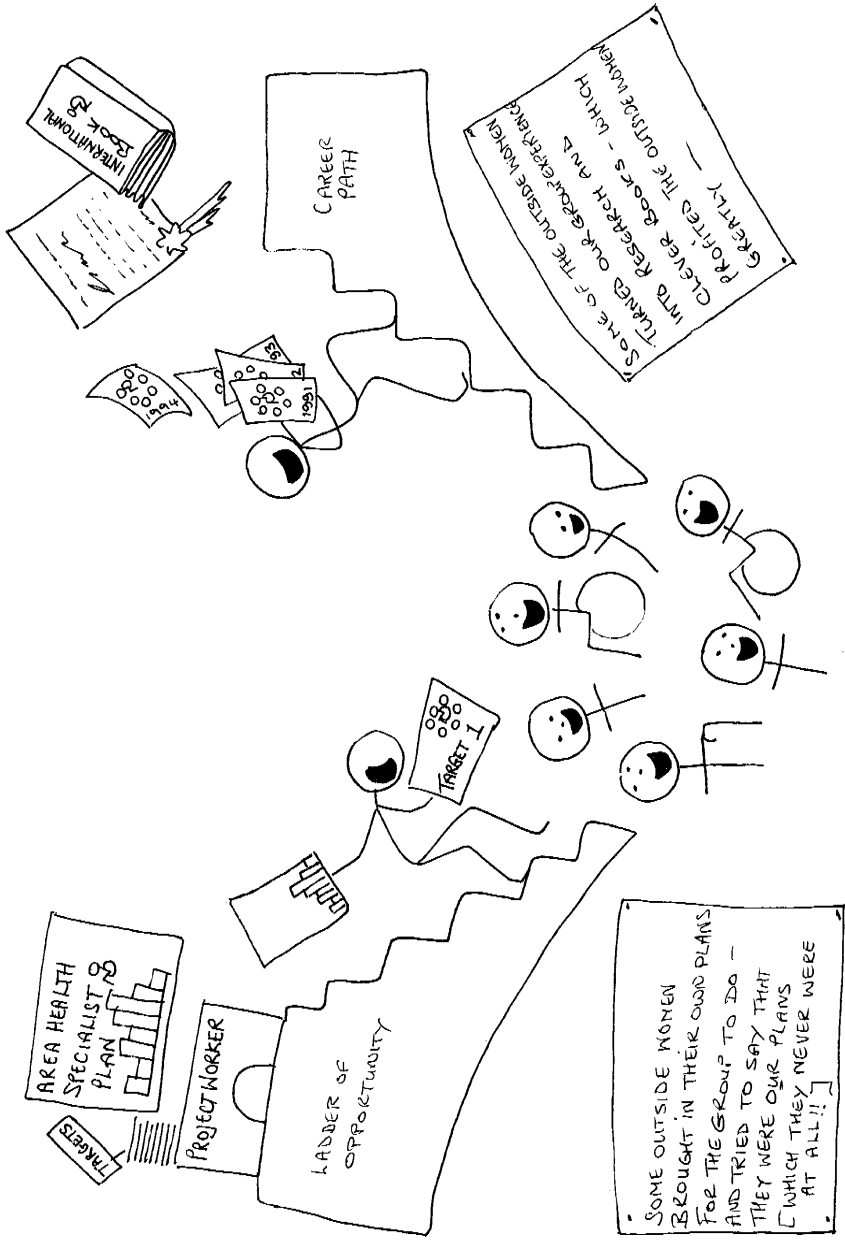 TARGETS
AREA HEALTH
SPECIALIST
PLAN
PROJECT WORKER
LADDER OF
OPPORTUNITY
TARGET 1
1994
93
2
1991
INTERNATIONAL
BOOK
CAREER
PATH
SOME OUTSIDE WOMEN
BROUGHT IN THEIR OWN PLANS
FOR THE GROUP TO DO –
AND TRIED TO SAY THAT
THEY WERE OUR PLANS
[WHICH THEY NEVER WERE
AT ALL!!]
SOME OF THE OUTSIDE WOMEN
TURNED OUR GROUP EXPERIENCE
INTO RESEARCH AND
CLEVER BOOKS – WHICH
PROFITED THE OUTSIDE WOMEN
GREATLY —